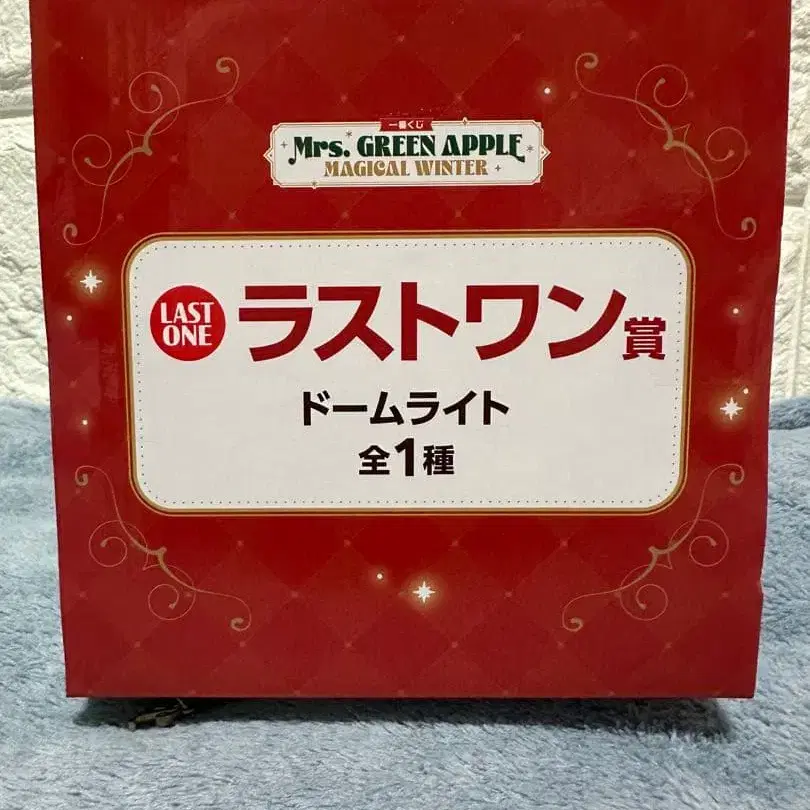 一番くじ
Mrs. GREEN APPLE
MAGICAL WINTER
LAST
ONE
ラストワン賞
ドームライト
全1種